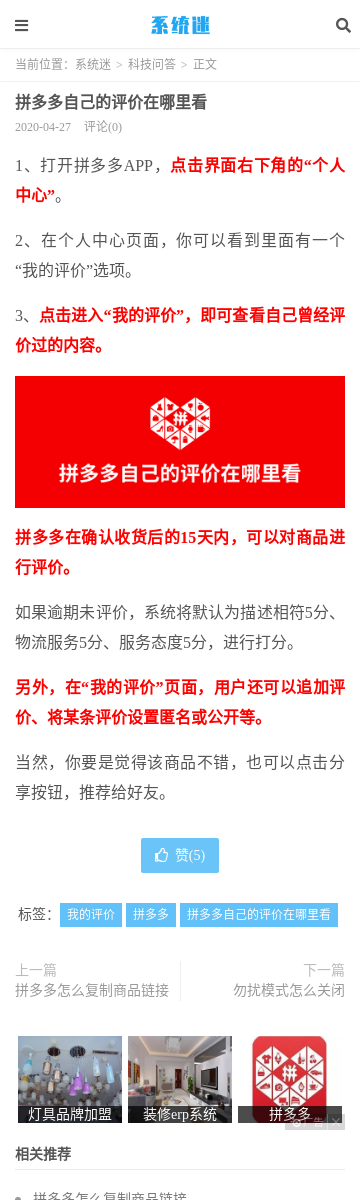 系统迷
当前位置：系统迷 > 科技问答 > 正文
拼多多自己的评价在哪里看
2020-04-27 评论(0)
1、打开拼多多APP，点击界面右下角的“个人
中心”。
2、在个人中心页面，你可以看到里面有一个
“我的评价”选项。
3、点击进入“我的评价”，即可查看自己曾经评
价过的内容。
拼
拼多多自己的评价在哪里看
拼多多在确认收货后的15天内，可以对商品进
行评价。
如果逾期未评价，系统将默认为描述相符5分、
物流服务5分、服务态度5分，进行打分。
另外，在“我的评价”页面，用户还可以追加评
价、将某条评价设置匿名或公开等。
当然，你要是觉得该商品不错，也可以点击分
享按钮，推荐给好友。
赞(5)
标签：我的评价 拼多多 拼多多自己的评价在哪里看
上一篇
拼多多怎么复制商品链接
下一篇
勿扰模式怎么关闭
灯具品牌加盟
装修erp系统
拼
拼多多
广告
相关推荐
拼多多怎么复制商品链接